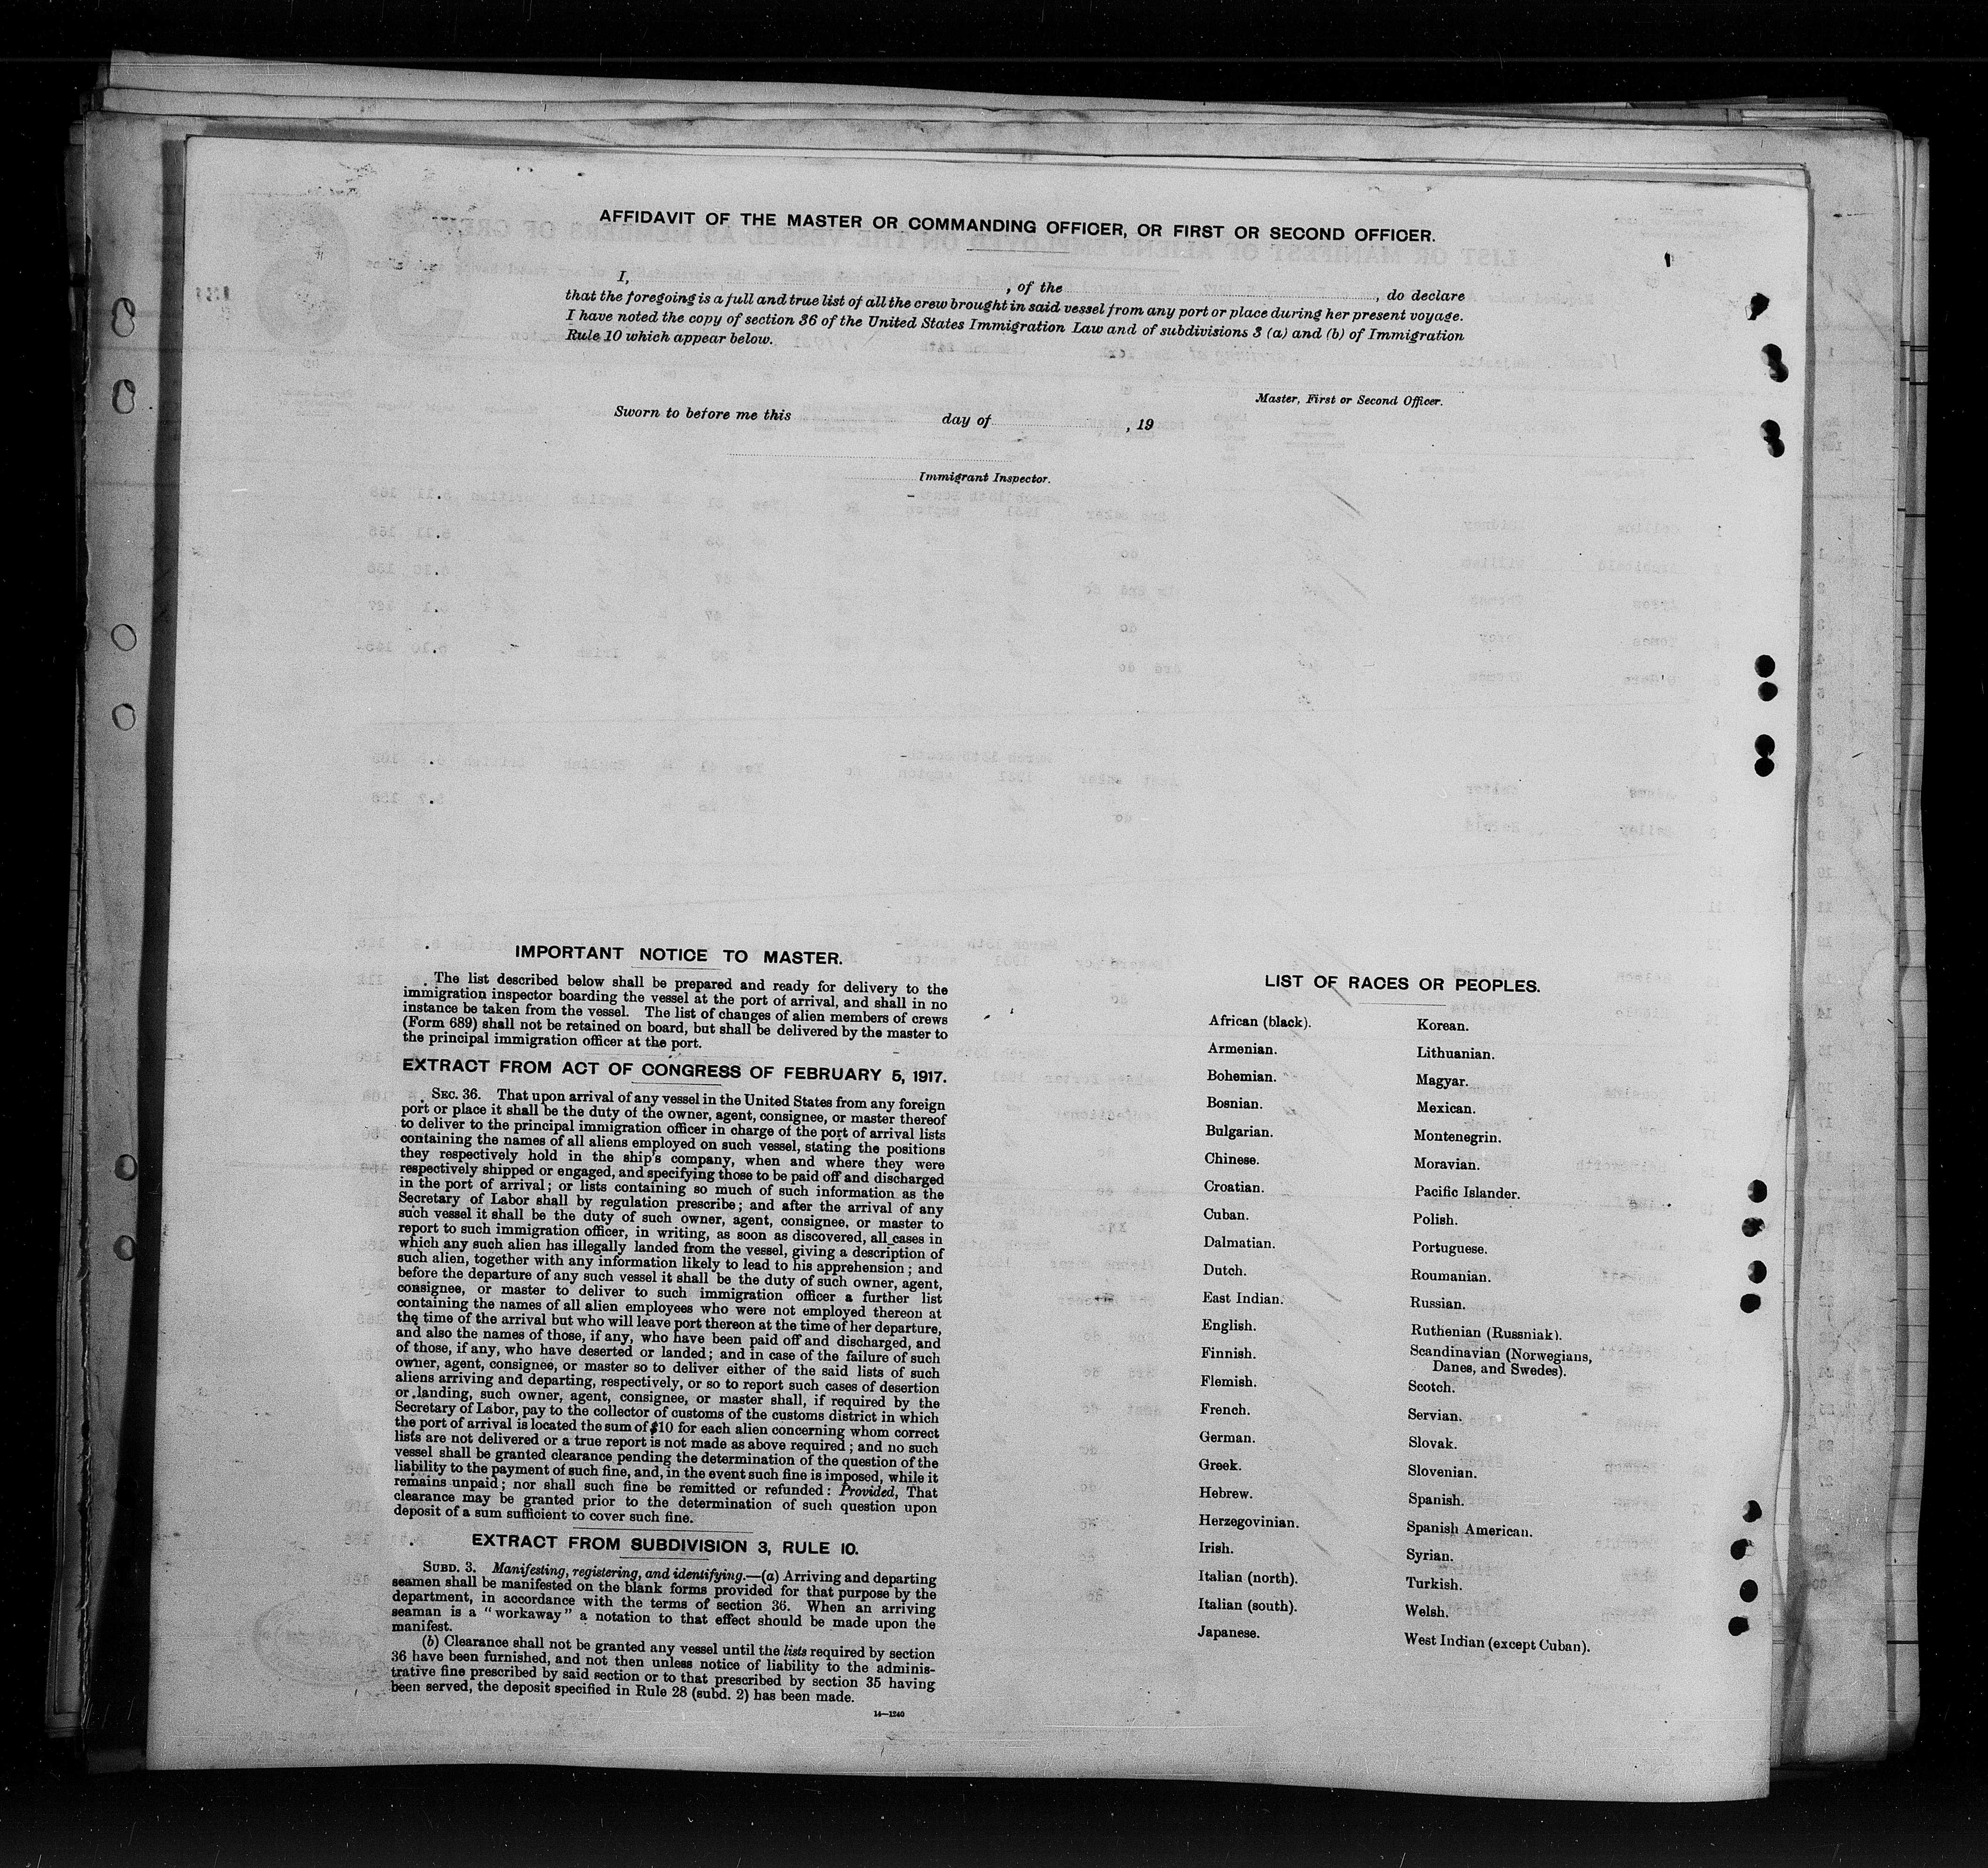 AFFIDAVIT OF THE MASTER OR COMMANDING OFFICER, OR FIRST OR SECOND OFFICER.
I, , of the , do declare
that the foregoing is a full and true list of all the crew brought in said vessel from any port or place during her present voyage.
I have noted the copy of section 36 of the United States Immigration Law and of subdivisions 3 (a) and (b) of Immigration
Rule 10 which appear below.
Master, First or Second Officer.
Sworn to before me this day of , 19
Immigrant Inspector.
IMPORTANT NOTICE TO MASTER.
The list described below shall be prepared and ready for delivery to the
immigration inspector boarding the vessel at the port of arrival, and shall in no
instance be taken from the vessel. The list of changes of alien members of crews
(Form 689) shall not be retained on board, but shall be delivered by the master to
the principal immigration officer at the port.
EXTRACT FROM ACT OF CONGRESS OF FEBRUARY 5, 1917.
SEC. 36. That upon arrival of any vessel in the United States from any foreign
port or place it shall be the duty of the owner, agent, consignee, or master thereof
to deliver to the principal immigration officer in charge of the port of arrival lists
containing the names of all aliens employed on such vessel, stating the positions
they respectively hold in the ship's company, when and where they were
respectively shipped or engaged, and specifying those to be paid off and discharged
in the port of arrival; or lists containing so much of such information as the
Secretary of Labor shall by regulation prescribe; and after the arrival of any
such vessel it shall be the duty of such owner, agent, consignee, or master to
report to such immigration officer, in writing, as soon as discovered, all cases in
which any such alien has illegally landed from the vessel, giving a description of
such alien, together with any information likely to lead to his apprehension; and
before the departure of any such vessel it shall be the duty of such owner, agent,
consignee, or master to deliver to such immigration officer a further list
containing the names of all alien employees who were not employed thereon at
the time of the arrival but who will leave port thereon at the time of her departure,
and also the names of those, if any, who have been paid off and discharged, and
of those, if any, who have deserted or landed; and in case of the failure of such
owner, agent, consignee, or master so to deliver either of the said lists of such
aliens arriving and departing, respectively, or so to report such cases of desertion
or landing, such owner, agent, consignee, or master shall, if required by the
Secretary of Labor, pay to the collector of customs of the customs district in which
the port of arrival is located the sum of $10 for each alien concerning whom correct
lists are not delivered or a true report is not made as above required; and no such
vessel shall be granted clearance pending the determination of the question of the
liability to the payment of such fine, and, in the event such fine is imposed, while it
remains unpaid; nor shall such fine be remitted or refunded: Provided, That
clearance may be granted prior to the determination of such question upon
deposit of a sum sufficient to cover such fine.
EXTRACT FROM SUBDIVISION 3, RULE 10.
SUBD. 3. Manifesting, registering, and identifying.—(a) Arriving and departing
seamen shall be manifested on the blank forms provided for that purpose by the
department, in accordance with the terms of section 36. When an arriving
seaman is a "workaway" a notation to that effect should be made upon the
manifest.
(b) Clearance shall not be granted any vessel until the lists required by section
36 have been furnished, and not then unless notice of liability to the adminis-
trative fine prescribed by said section or to that prescribed by section 35 having
been served, the deposit specified in Rule 28 (subd. 2) has been made.
14—1240
LIST OF RACES OR PEOPLES.
African (black).
Armenian.
Bohemian.
Bosnian.
Bulgarian.
Chinese.
Croatian.
Cuban.
Dalmatian.
Dutch.
East Indian.
English.
Finnish.
Flemish.
French.
German.
Greek.
Hebrew.
Herzegovinian.
Irish.
Italian (north).
Italian (south).
Japanese.
Korean.
Lithuanian.
Magyar.
Mexican.
Montenegrin.
Moravian.
Pacific Islander.
Polish.
Portuguese.
Roumanian.
Russian.
Ruthenian (Russniak).
Scandinavian (Norwegians,
Danes, and Swedes).
Scotch.
Servian.
Slovak.
Slovenian.
Spanish.
Spanish American.
Syrian.
Turkish.
Welsh.
West Indian (except Cuban).